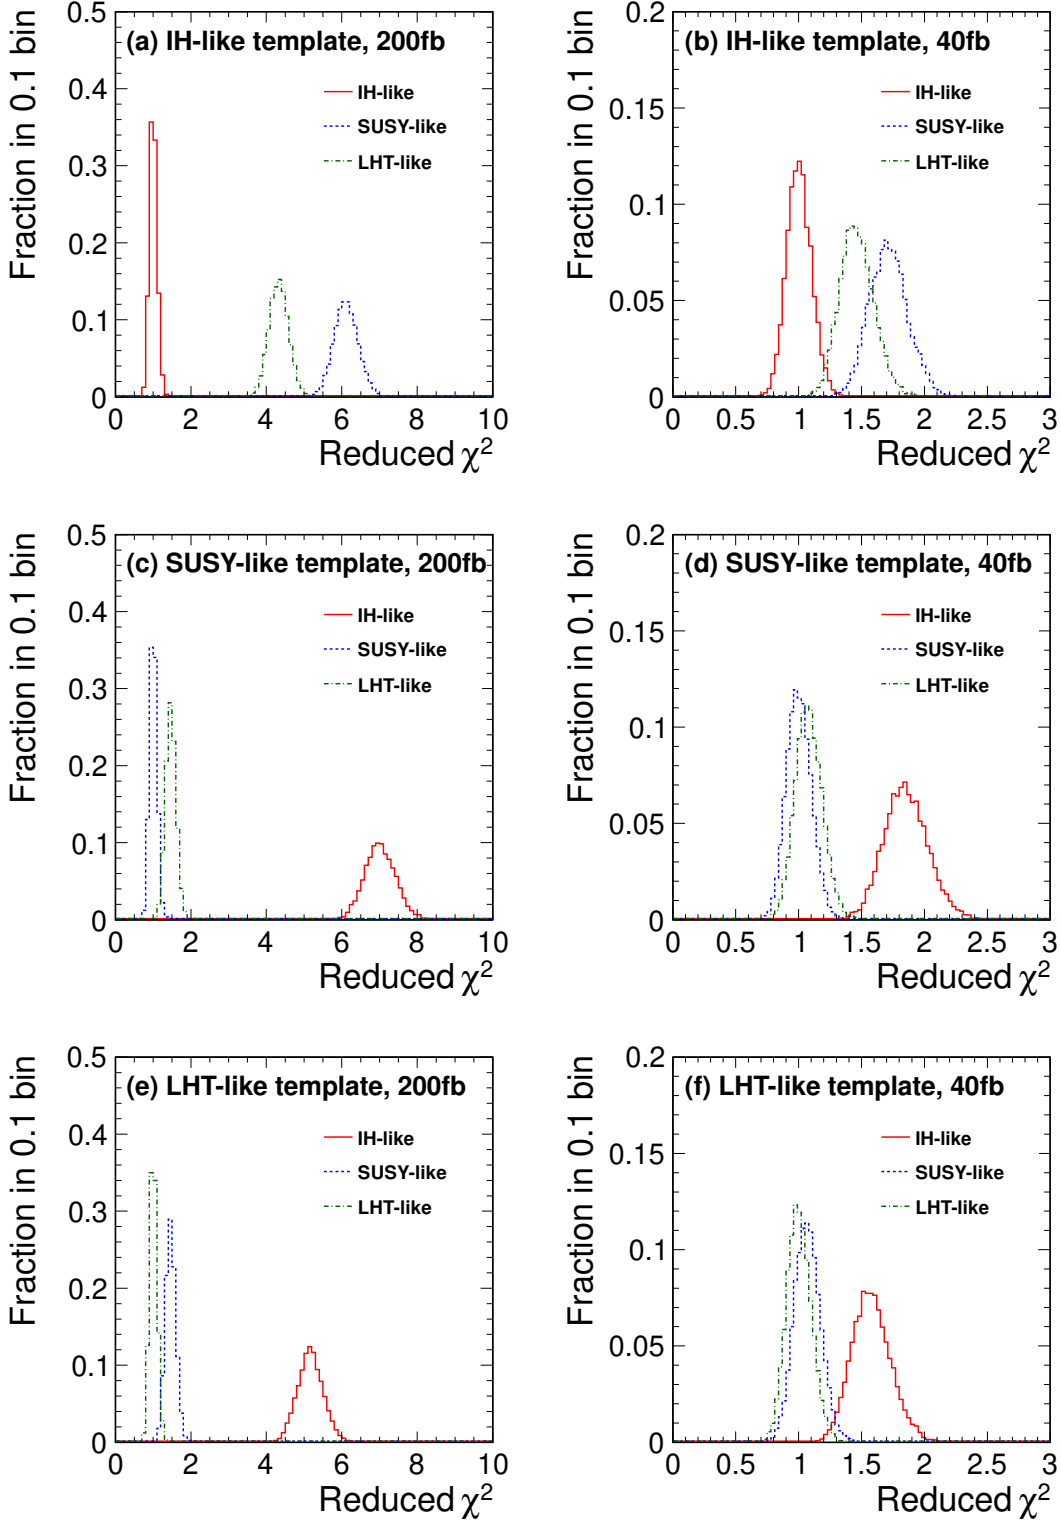 (a) IH-like template, 200fb
Fraction in 0.1 bin
0.5
0.4
0.3
0.2
0.1
0
IH-like
SUSY-like
LHT-like
0 2 4 6 8 10
Reduced χ²
(b) IH-like template, 40fb
Fraction in 0.1 bin
0.2
0.15
0.1
0.05
0
IH-like
SUSY-like
LHT-like
0 0.5 1 1.5 2 2.5 3
Reduced χ²
(c) SUSY-like template, 200fb
Fraction in 0.1 bin
0.5
0.4
0.3
0.2
0.1
0
IH-like
SUSY-like
LHT-like
0 2 4 6 8 10
Reduced χ²
(d) SUSY-like template, 40fb
Fraction in 0.1 bin
0.2
0.15
0.1
0.05
0
IH-like
SUSY-like
LHT-like
0 0.5 1 1.5 2 2.5 3
Reduced χ²
(e) LHT-like template, 200fb
Fraction in 0.1 bin
0.5
0.4
0.3
0.2
0.1
0
IH-like
SUSY-like
LHT-like
0 2 4 6 8 10
Reduced χ²
(f) LHT-like template, 40fb
Fraction in 0.1 bin
0.2
0.15
0.1
0.05
0
IH-like
SUSY-like
LHT-like
0 0.5 1 1.5 2 2.5 3
Reduced χ²